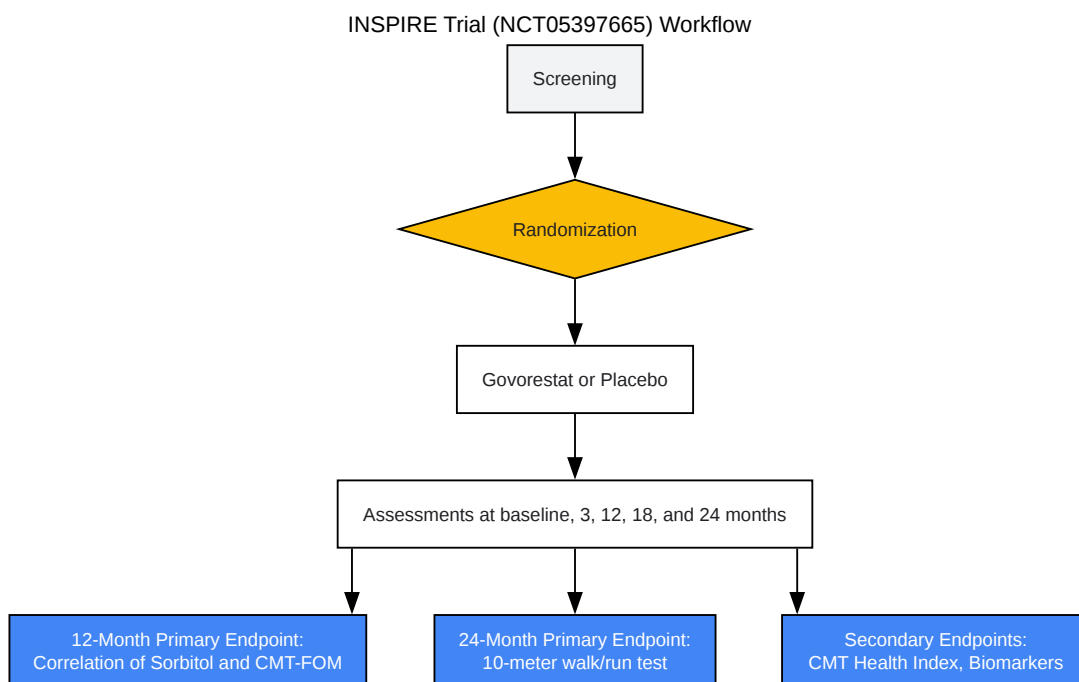 INSPIRE Trial (NCT05397665) Workflow
Screening
Randomization
Govorestat or Placebo
Assessments at baseline, 3, 12, 18, and 24 months
12-Month Primary Endpoint:
Correlation of Sorbitol and CMT-FOM
24-Month Primary Endpoint:
10-meter walk/run test
Secondary Endpoints:
CMT Health Index, Biomarkers